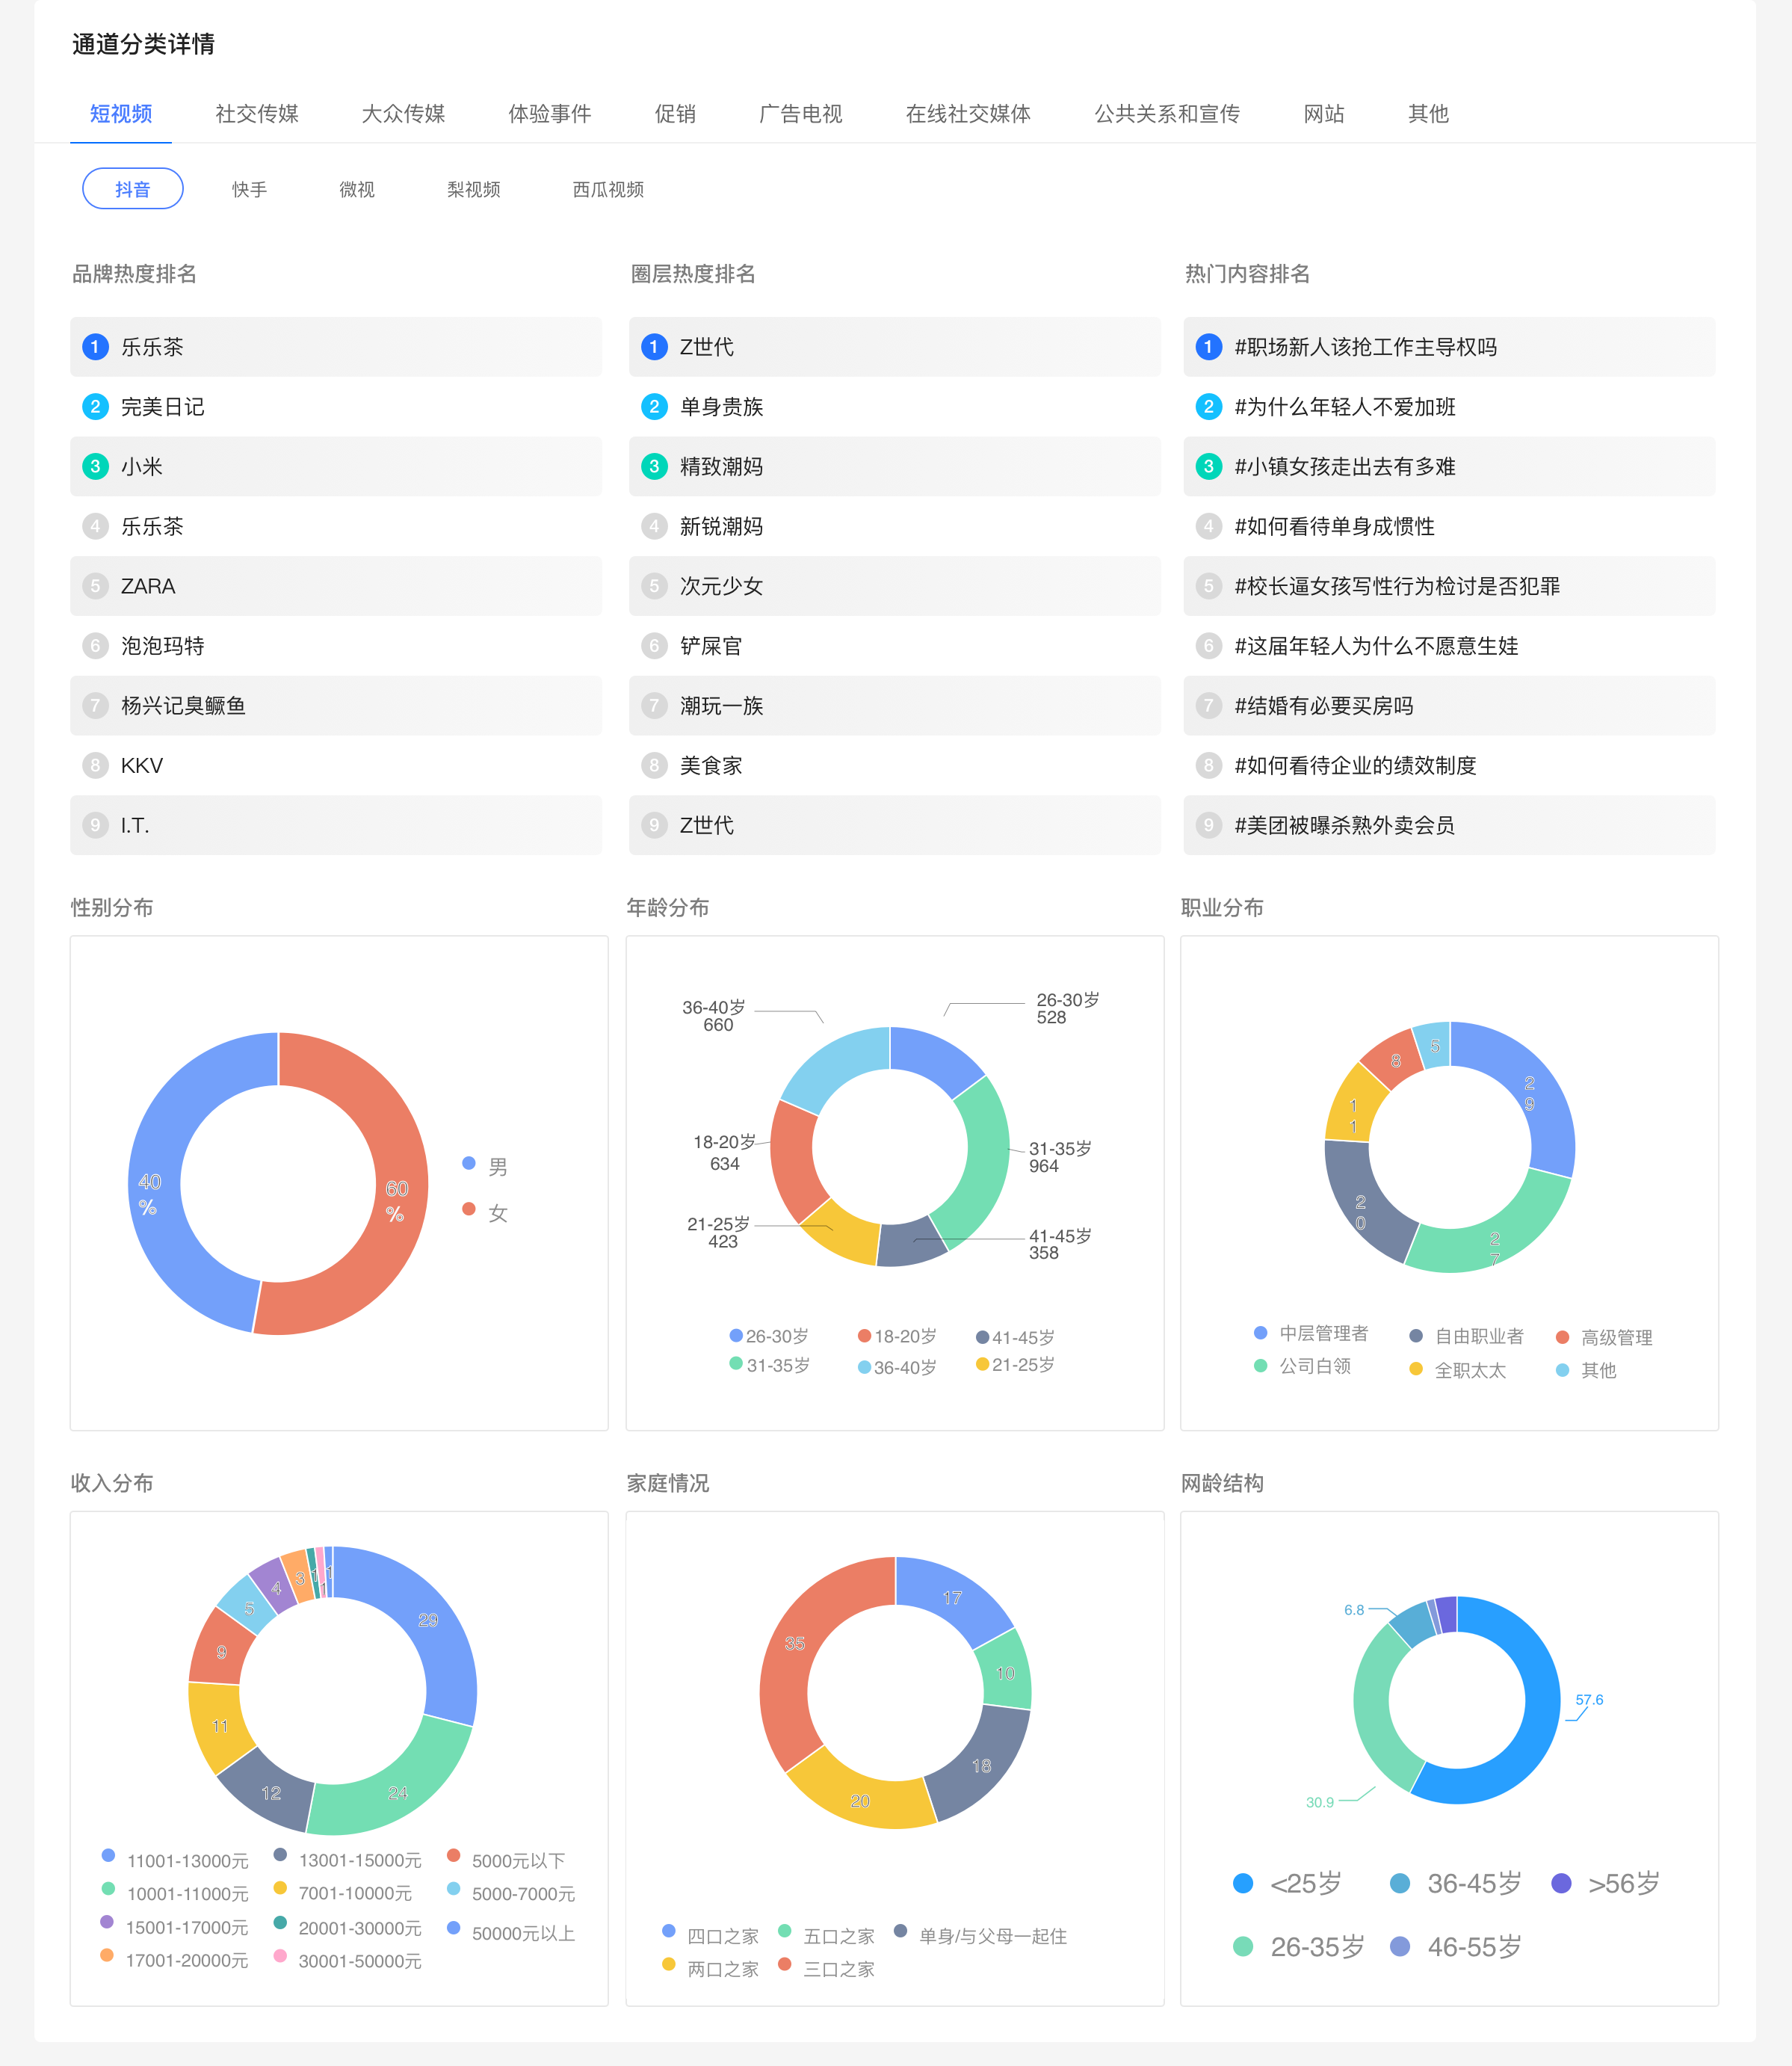 通道分类详情
短视频 社交传媒 大众传媒 体验事件 促销 广告电视 在线社交媒体 公共关系和宣传 网站 其他
抖音 快手 微视 梨视频 西瓜视频
品牌热度排名
1 乐乐茶
2 完美日记
3 小米
4 乐乐茶
5 ZARA
6 泡泡玛特
7 杨兴记臭鳜鱼
8 KKV
9 I.T.
圈层热度排名
1 Z世代
2 单身贵族
3 精致潮妈
4 新锐潮妈
5 次元少女
6 铲屎官
7 潮玩一族
8 美食家
9 Z世代
热门内容排名
1 #职场新人该抢工作主导权吗
2 #为什么年轻人不爱加班
3 #小镇女孩走出去有多难
4 #如何看待单身成惯性
5 #校长逼女孩写性行为检讨是否犯罪
6 #这届年轻人为什么不愿意生娃
7 #结婚有必要买房吗
8 #如何看待企业的绩效制度
9 #美团被曝杀熟外卖会员
性别分布
40
%
60
%
男
女
年龄分布
36-40岁
660
26-30岁
528
18-20岁
634
31-35岁
964
21-25岁
423
41-45岁
358
26-30岁 18-20岁 41-45岁
31-35岁 36-40岁 21-25岁
职业分布
5
8
2
9
1
1
2
0
2
7
中层管理者 自由职业者 高级管理
公司白领 全职太太 其他
收入分布
29
24
12
11
9
5
4
3
1
1
1
11001-13000元 13001-15000元 5000元以下
10001-11000元 7001-10000元 5000-7000元
15001-17000元 20001-30000元 50000元以上
17001-20000元 30001-50000元
家庭情况
17
10
18
20
35
四口之家 五口之家 单身/与父母一起住
两口之家 三口之家
网龄结构
6.8
57.6
30.9
<25岁 36-45岁 >56岁
26-35岁 46-55岁